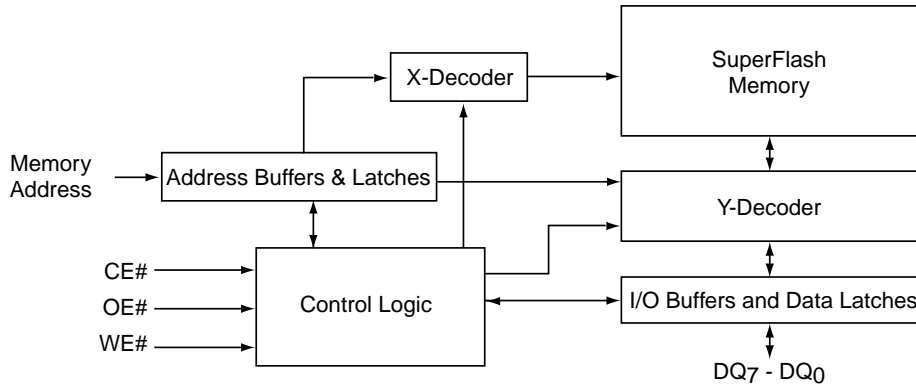 SuperFlash
Memory
X-Decoder
Memory
Address
Address Buffers & Latches
Y-Decoder
CE#
OE#
WE#
Control Logic
I/O Buffers and Data Latches
DQ7 - DQ0